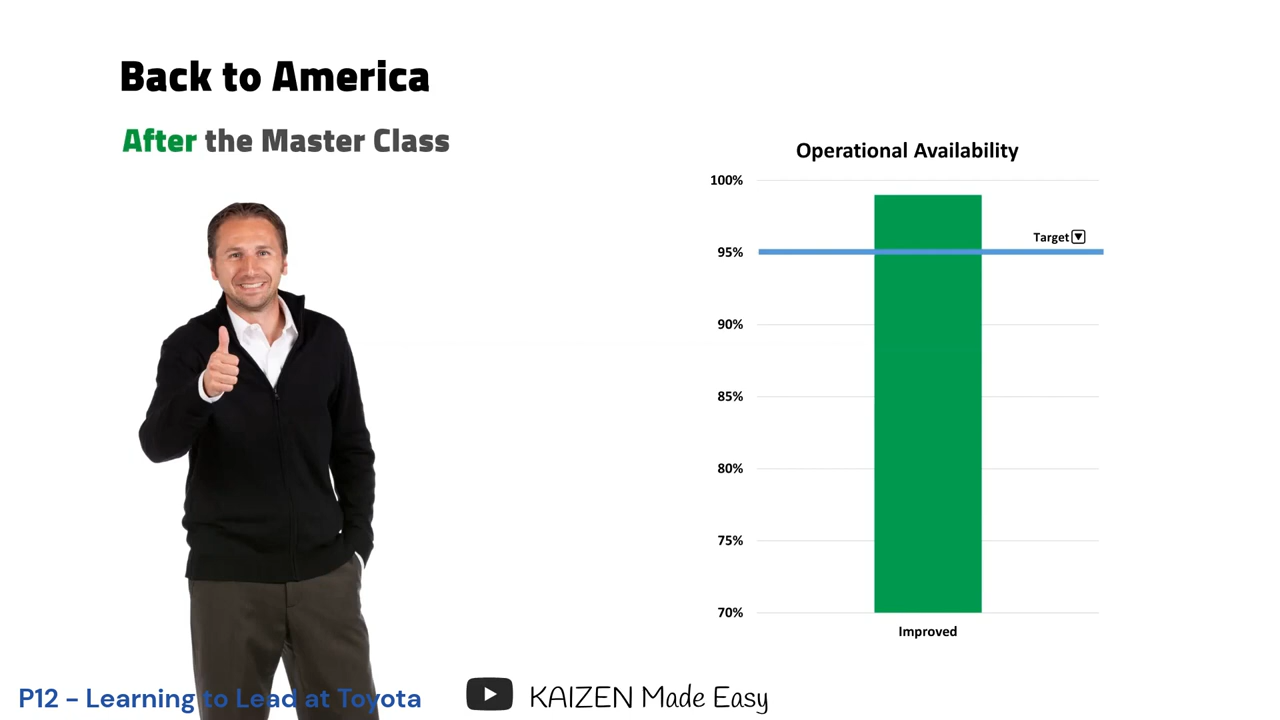 Back to America
After the Master Class
Operational Availability
100%
Target
95%
90%
85%
80%
75%
70%
Improved
P12 – Learning to Lead at Toyota
KAIZEN Made Easy